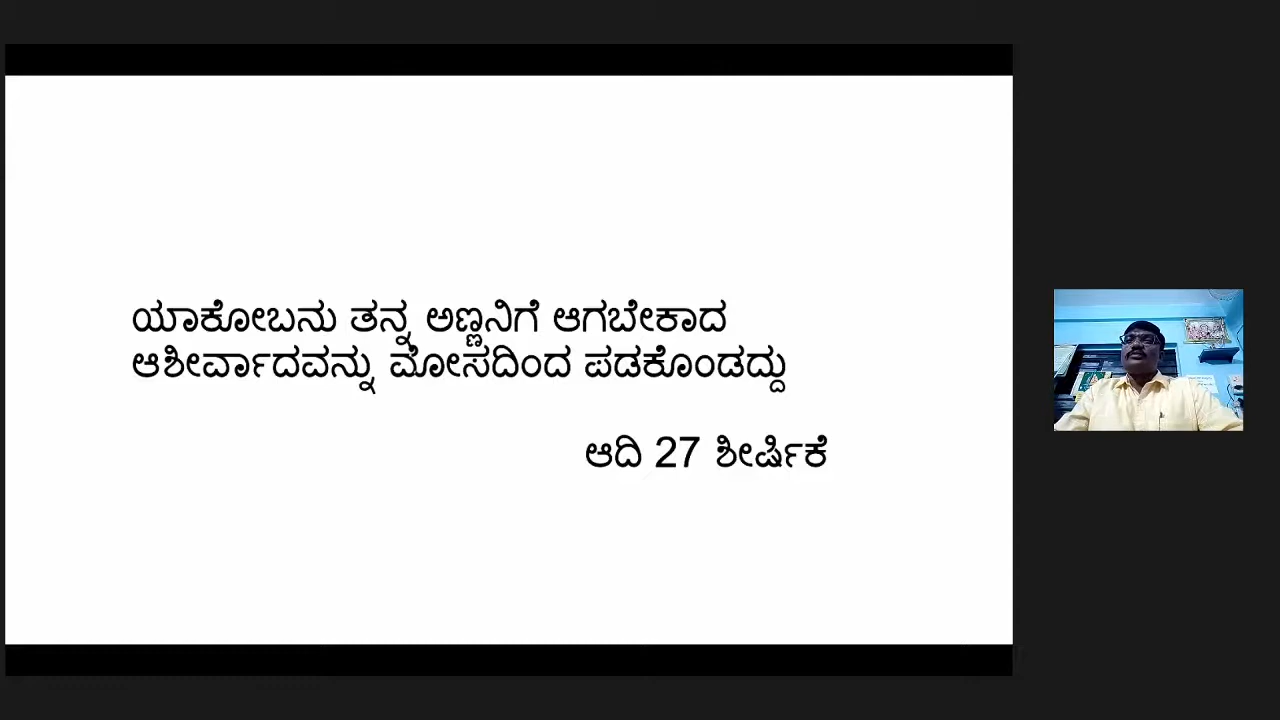 ಯಾಕೋಬನು ತನ್ನ ಅಣ್ಣನಿಗೆ ಆಗಬೇಕಾದ
ಆಶೀರ್ವಾದವನ್ನು ಮೋಸದಿಂದ ಪಡಕೊಂಡದ್ದು
ಆದಿ 27 ಶೀರ್ಷಿಕೆ